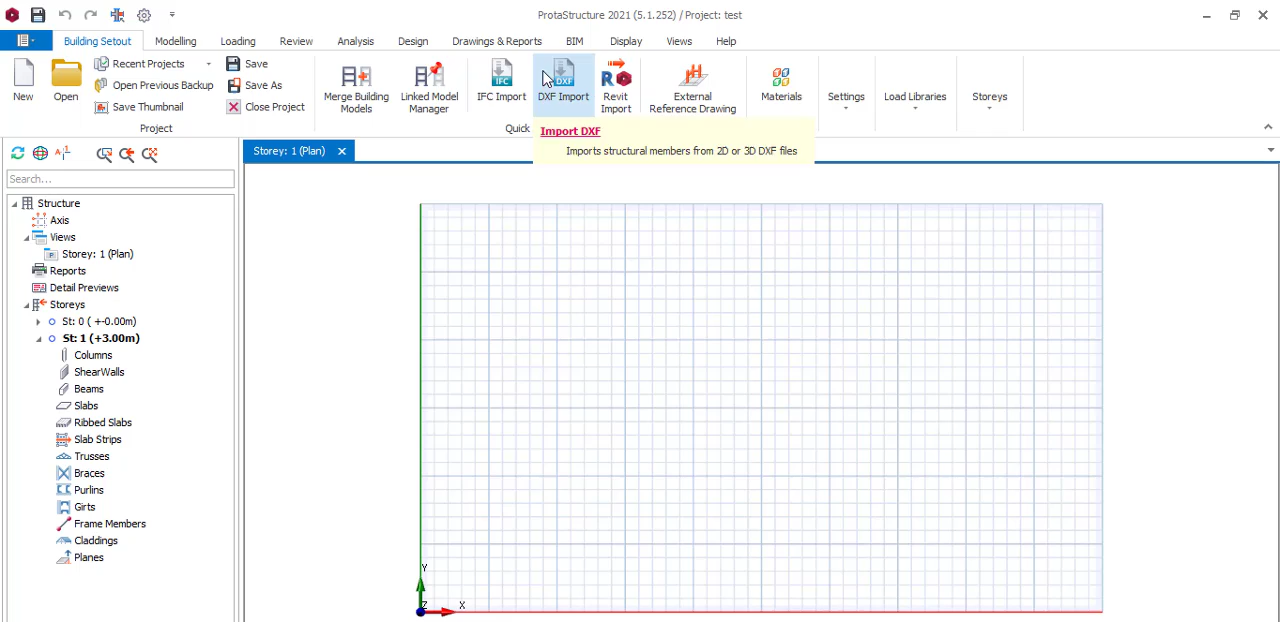 ProtaStructure 2021 (5.1.252) / Project: test
Building Setout Modelling Loading Review Analysis Design Drawings & Reports BIM Display Views Help
New
Open
Recent Projects
Open Previous Backup
Save Thumbnail
Save
Save As
Close Project
Project
Merge Building
Models
Linked Model
Manager
IFC Import
DXF Import
Revit
Import
External
Reference Drawing
Materials
Settings
Load Libraries
Storeys
IFC
DXF
R
Quick
Import DXF
Imports structural members from 2D or 3D DXF files
Search...
Storey: 1 (Plan)
Structure
Axis
Views
Storey: 1 (Plan)
Reports
Detail Previews
Storeys
St: 0 ( +-0.00m)
St: 1 (+3.00m)
Columns
ShearWalls
Beams
Slabs
Ribbed Slabs
Slab Strips
Trusses
Braces
Purlins
Girts
Frame Members
Claddings
Planes
Y
Z
X